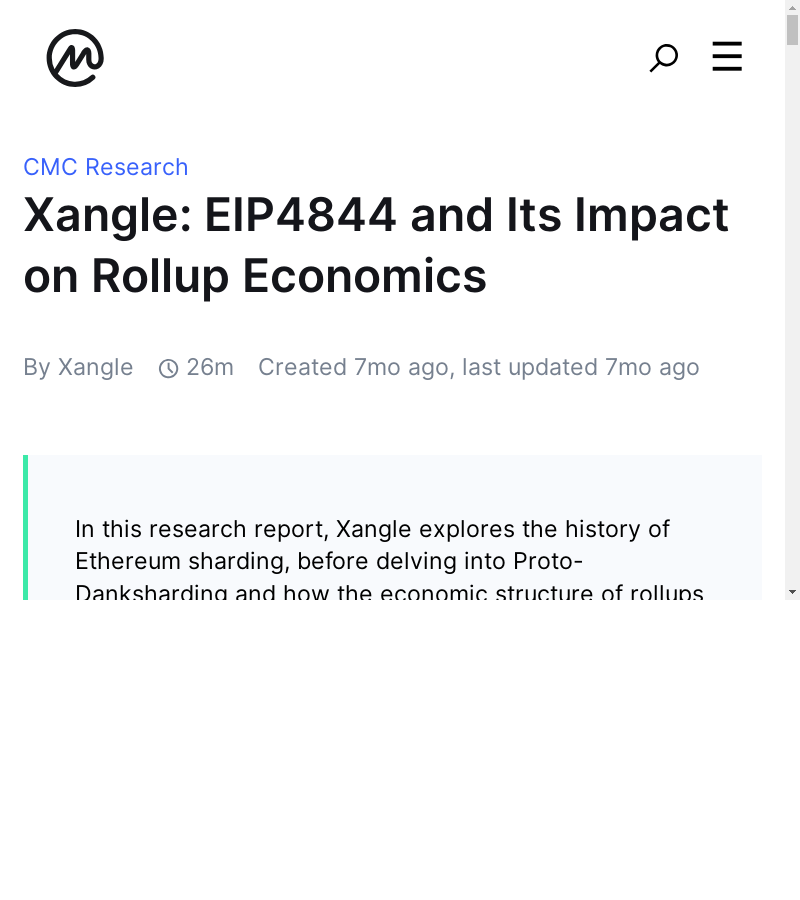 CMC Research
Xangle: EIP4844 and Its Impact
on Rollup Economics
By Xangle 26m Created 7mo ago, last updated 7mo ago
In this research report, Xangle explores the history of
Ethereum sharding, before delving into Proto-
Danksharding and how the economic structure of rollups